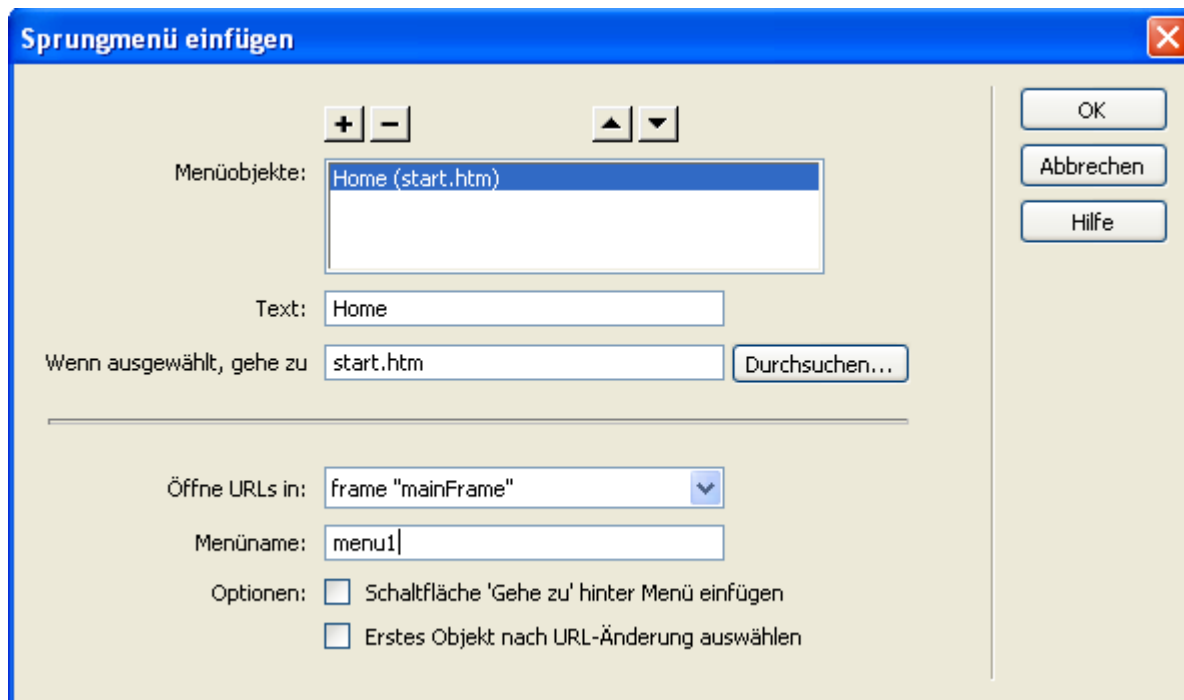 Sprungmenü einfügen
OK
Menüobjekte:
Home (start.htm)
Abbrechen
Hilfe
Text:
Home
Wenn ausgewählt, gehe zu
start.htm
Durchsuchen...
Öffne URLs in:
frame "mainFrame"
Menüname:
menu1
Optionen:
Schaltfläche 'Gehe zu' hinter Menü einfügen
Erstes Objekt nach URL-Änderung auswählen